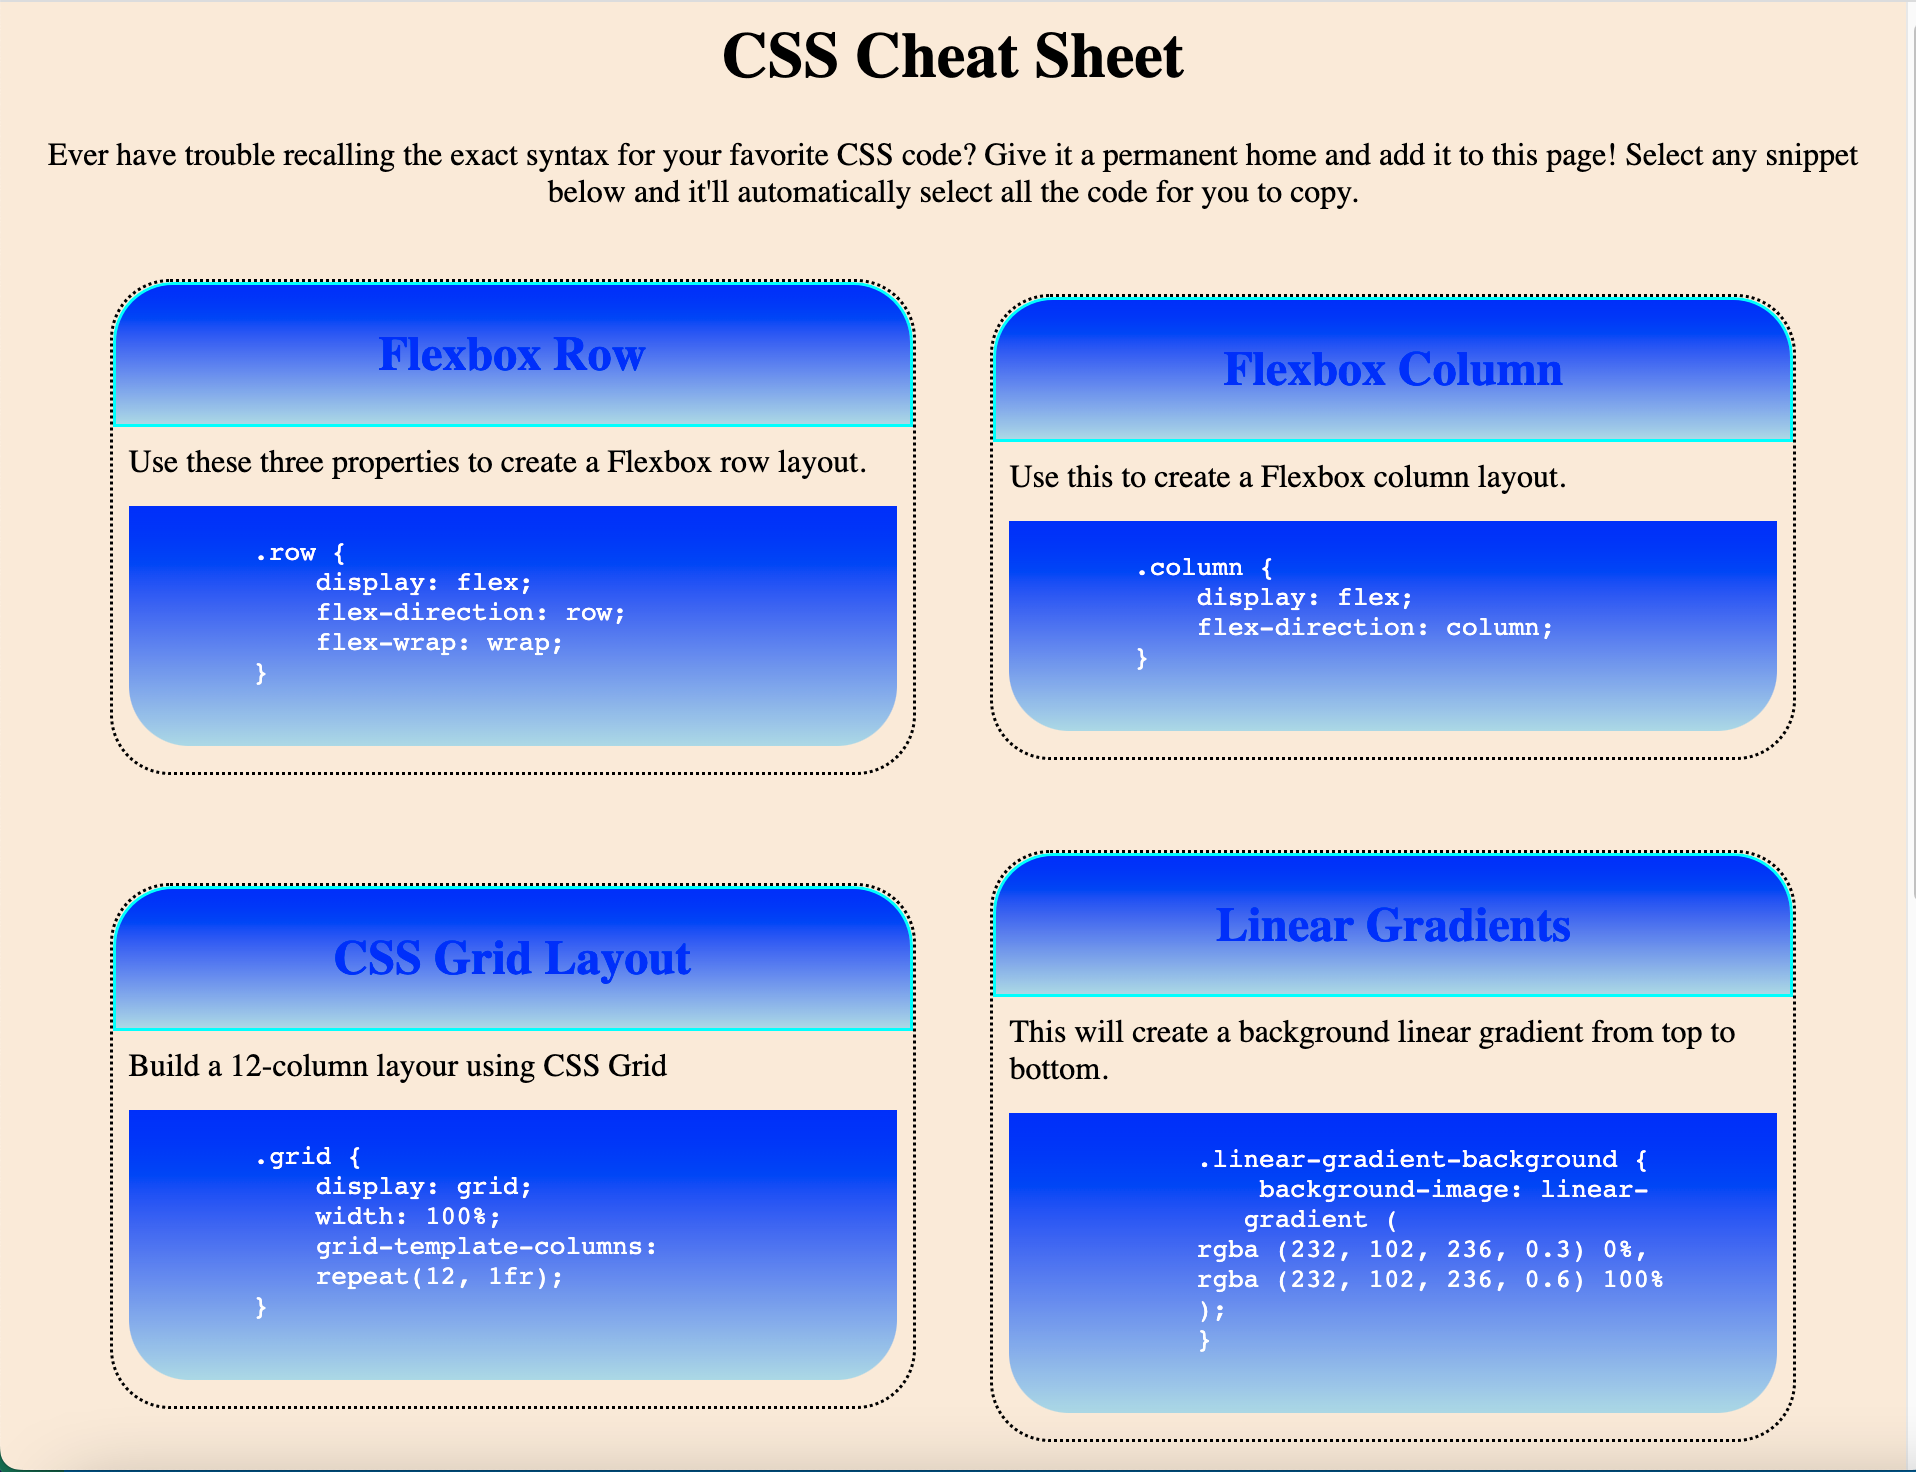 CSS Cheat Sheet
Ever have trouble recalling the exact syntax for your favorite CSS code? Give it a permanent home and add it to this page! Select any snippet
below and it'll automatically select all the code for you to copy.
Flexbox Row
Use these three properties to create a Flexbox row layout.
.row {
    display: flex;
    flex-direction: row;
    flex-wrap: wrap;
}
Flexbox Column
Use this to create a Flexbox column layout.
.column {
    display: flex;
    flex-direction: column;
}
CSS Grid Layout
Build a 12-column layour using CSS Grid
.grid {
    display: grid;
    width: 100%;
    grid-template-columns:
    repeat(12, 1fr);
}
Linear Gradients
This will create a background linear gradient from top to
bottom.
.linear-gradient-background {
    background-image: linear-
   gradient (
rgba (232, 102, 236, 0.3) 0%,
rgba (232, 102, 236, 0.6) 100%
);
}